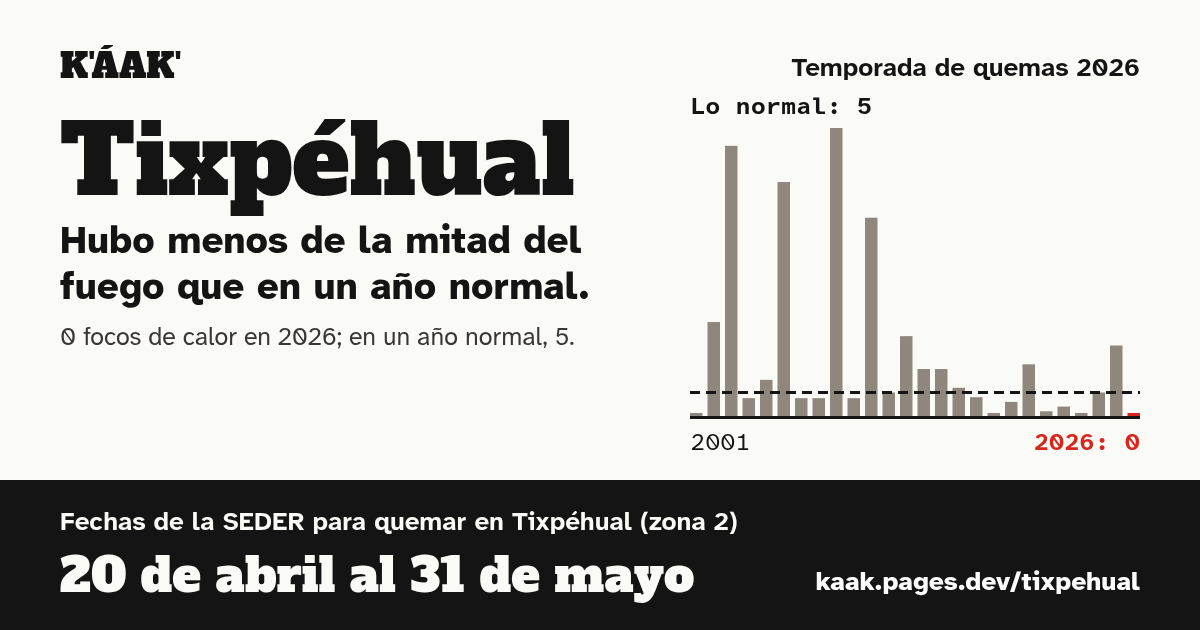 K'ÁAK'
Tixpéhual
Hubo menos de la mitad del
fuego que en un año normal.
0 focos de calor en 2026; en un año normal, 5.
Temporada de quemas 2026
Lo normal: 5
2001
2026: 0
Fechas de la SEDER para quemar en Tixpéhual (zona 2)
20 de abril al 31 de mayo
kaak.pages.dev/tixpehual